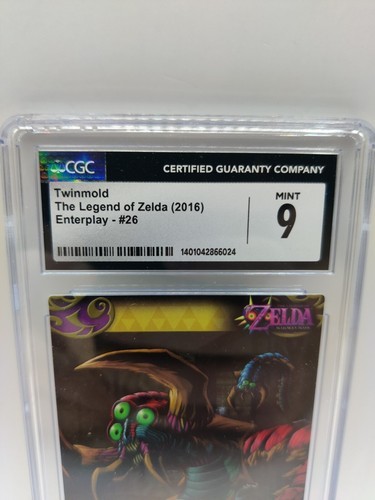 CGC
CERTIFIED GUARANTY COMPANY
Twinmold
The Legend of Zelda (2016)
Enterplay - #26
MINT
9
1401042866024
ZELDA